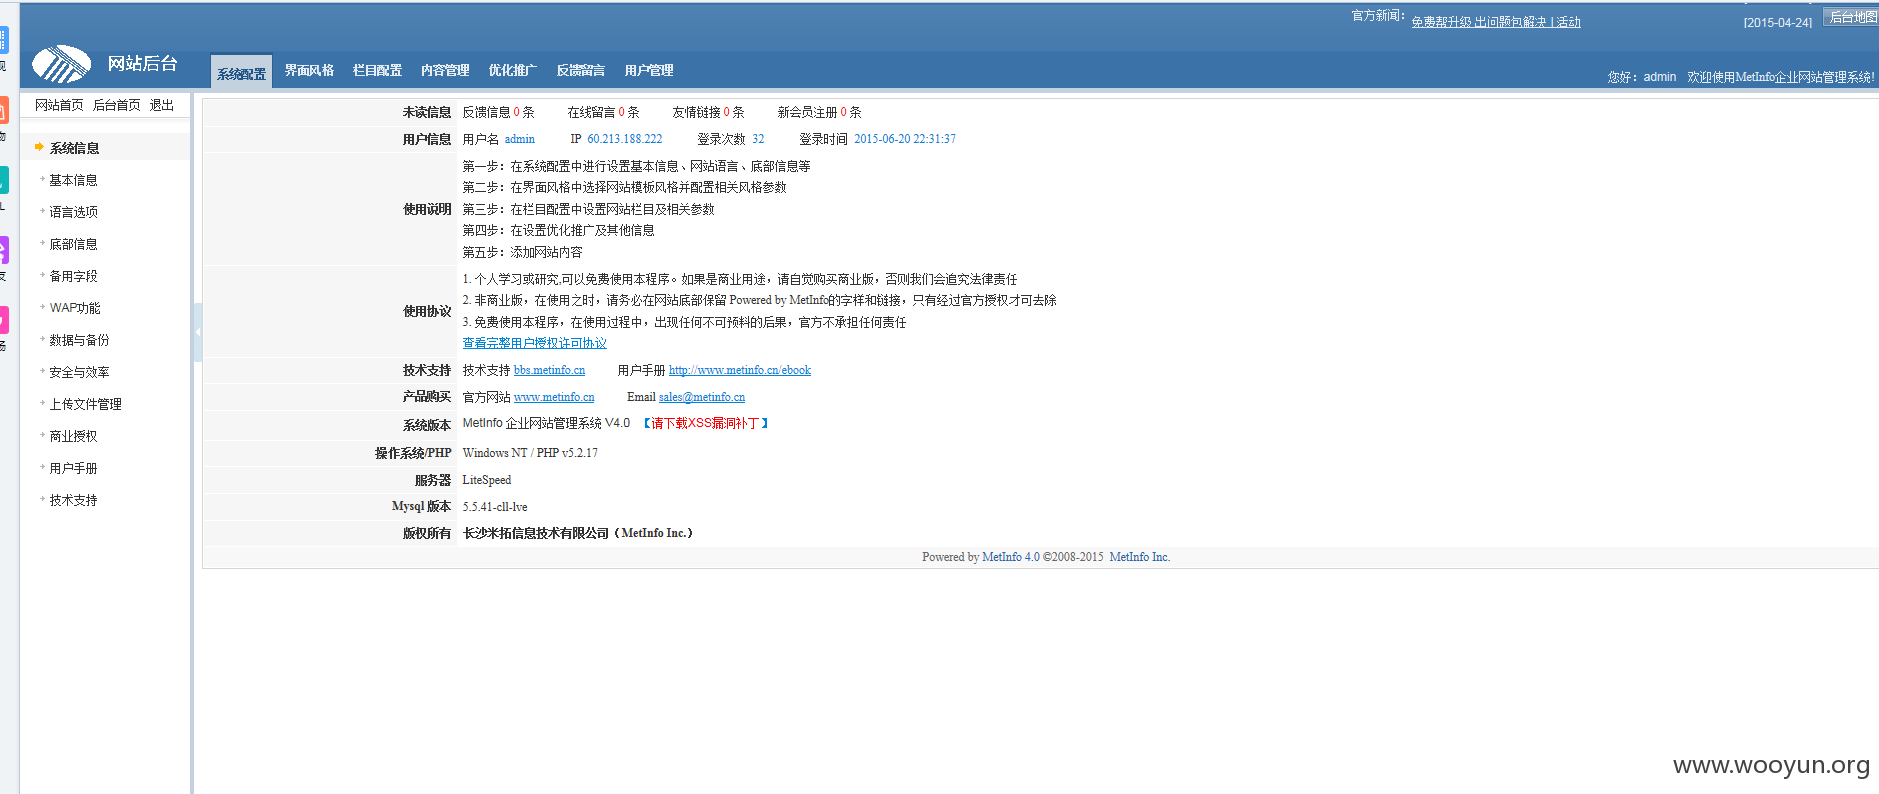 官方新闻： 免费帮升级 出问题包解决 | 活动 [2015-04-24] 后台地图
网站后台 系统配置 界面风格 栏目配置 内容管理 优化推广 反馈留言 用户管理
您好：admin 欢迎使用MetInfo企业网站管理系统!
网站首页 后台首页 退出
系统信息
基本信息
语言选项
底部信息
备用字段
WAP功能
数据与备份
安全与效率
上传文件管理
商业授权
用户手册
技术支持
未读信息 反馈信息 0 条 在线留言 0 条 友情链接 0 条 新会员注册 0 条
用户信息 用户名 admin IP 60.213.188.222 登录次数 32 登录时间 2015-06-20 22:31:37
使用说明
第一步：在系统配置中进行设置基本信息、网站语言、底部信息等
第二步：在界面风格中选择网站模板风格并配置相关风格参数
第三步：在栏目配置中设置网站栏目及相关参数
第四步：在设置优化推广及其他信息
第五步：添加网站内容
使用协议
1. 个人学习或研究,可以免费使用本程序。如果是商业用途，请自觉购买商业版，否则我们会追究法律责任
2. 非商业版，在使用之时，请务必在网站底部保留 Powered by MetInfo的字样和链接，只有经过官方授权才可去除
3. 免费使用本程序，在使用过程中，出现任何不可预料的后果，官方不承担任何责任
查看完整用户授权许可协议
技术支持 技术支持 bbs.metinfo.cn 用户手册 http://www.metinfo.cn/ebook
产品购买 官方网站 www.metinfo.cn Email sales@metinfo.cn
系统版本 MetInfo 企业网站管理系统 V4.0 【请下载XSS漏洞补丁】
操作系统/PHP Windows NT / PHP v5.2.17
服务器 LiteSpeed
Mysql 版本 5.5.41-cll-lve
版权所有 长沙米拓信息技术有限公司（MetInfo Inc.）
Powered by MetInfo 4.0 ©2008-2015 MetInfo Inc.
www.wooyun.org